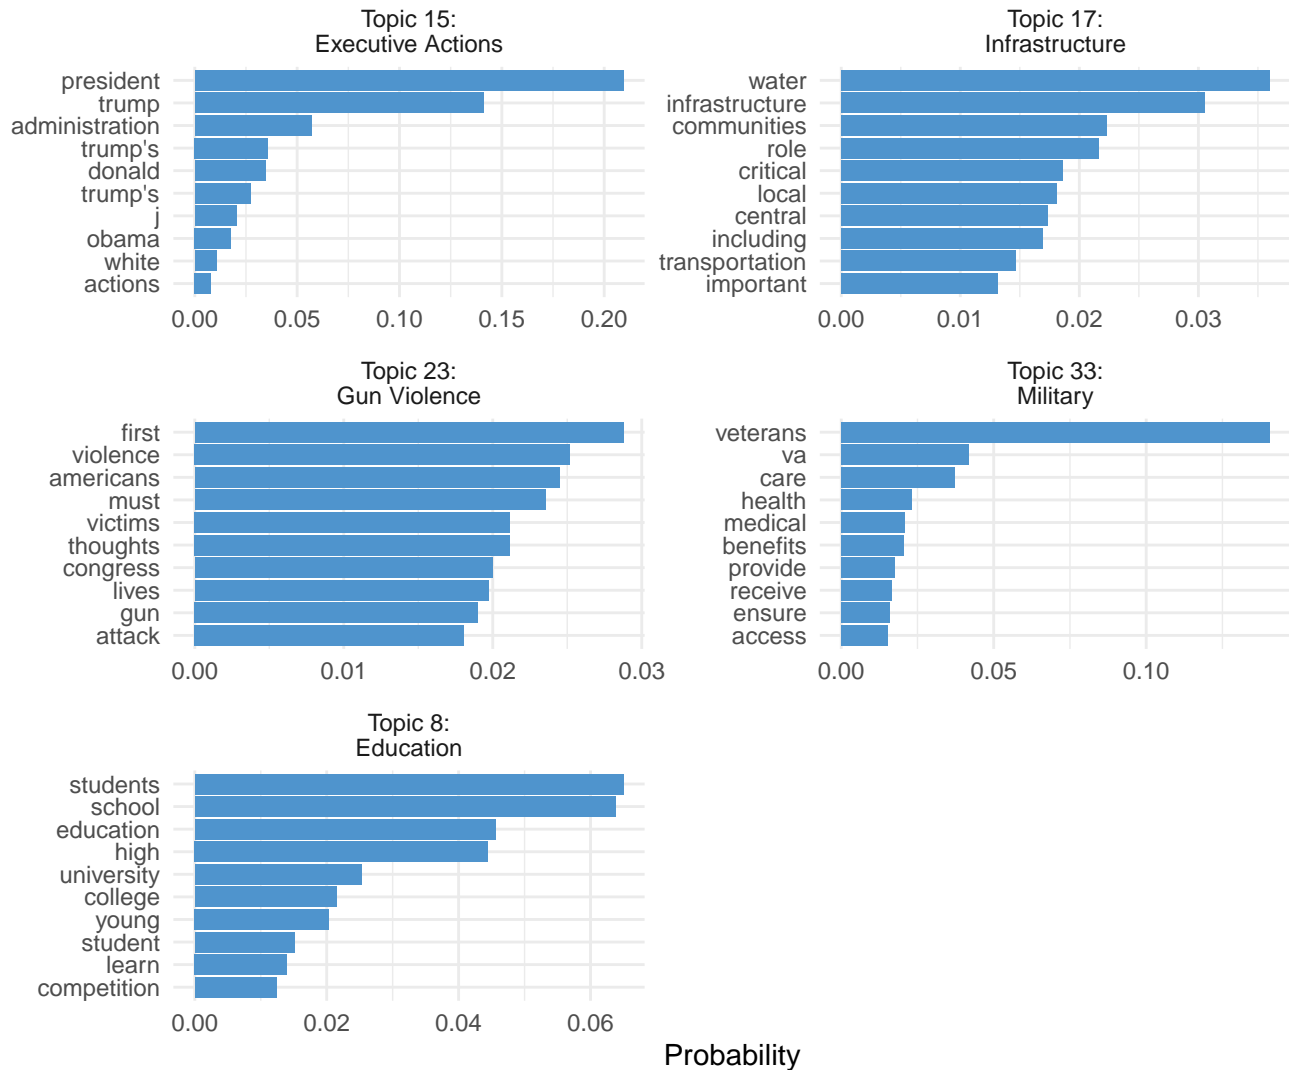 Topic 15:
Executive Actions
president
trump
administration
trump's
donald
trump's
j
obama
white
actions
0.00 0.05 0.10 0.15 0.20
Topic 17:
Infrastructure
water
infrastructure
communities
role
critical
local
central
including
transportation
important
0.00 0.01 0.02 0.03
Topic 23:
Gun Violence
first
violence
americans
must
victims
thoughts
congress
lives
gun
attack
0.00 0.01 0.02 0.03
Topic 33:
Military
veterans
va
care
health
medical
benefits
provide
receive
ensure
access
0.00 0.05 0.10
Topic 8:
Education
students
school
education
high
university
college
young
student
learn
competition
0.00 0.02 0.04 0.06
Probability